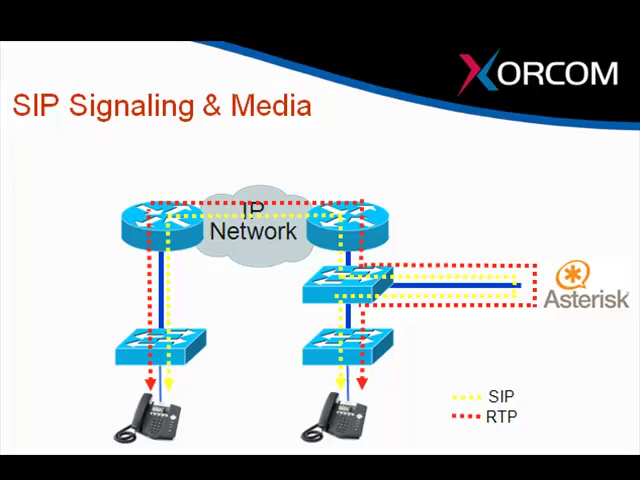 XORCOM
SIP Signaling & Media
IP
Network
Asterisk
SIP
RTP